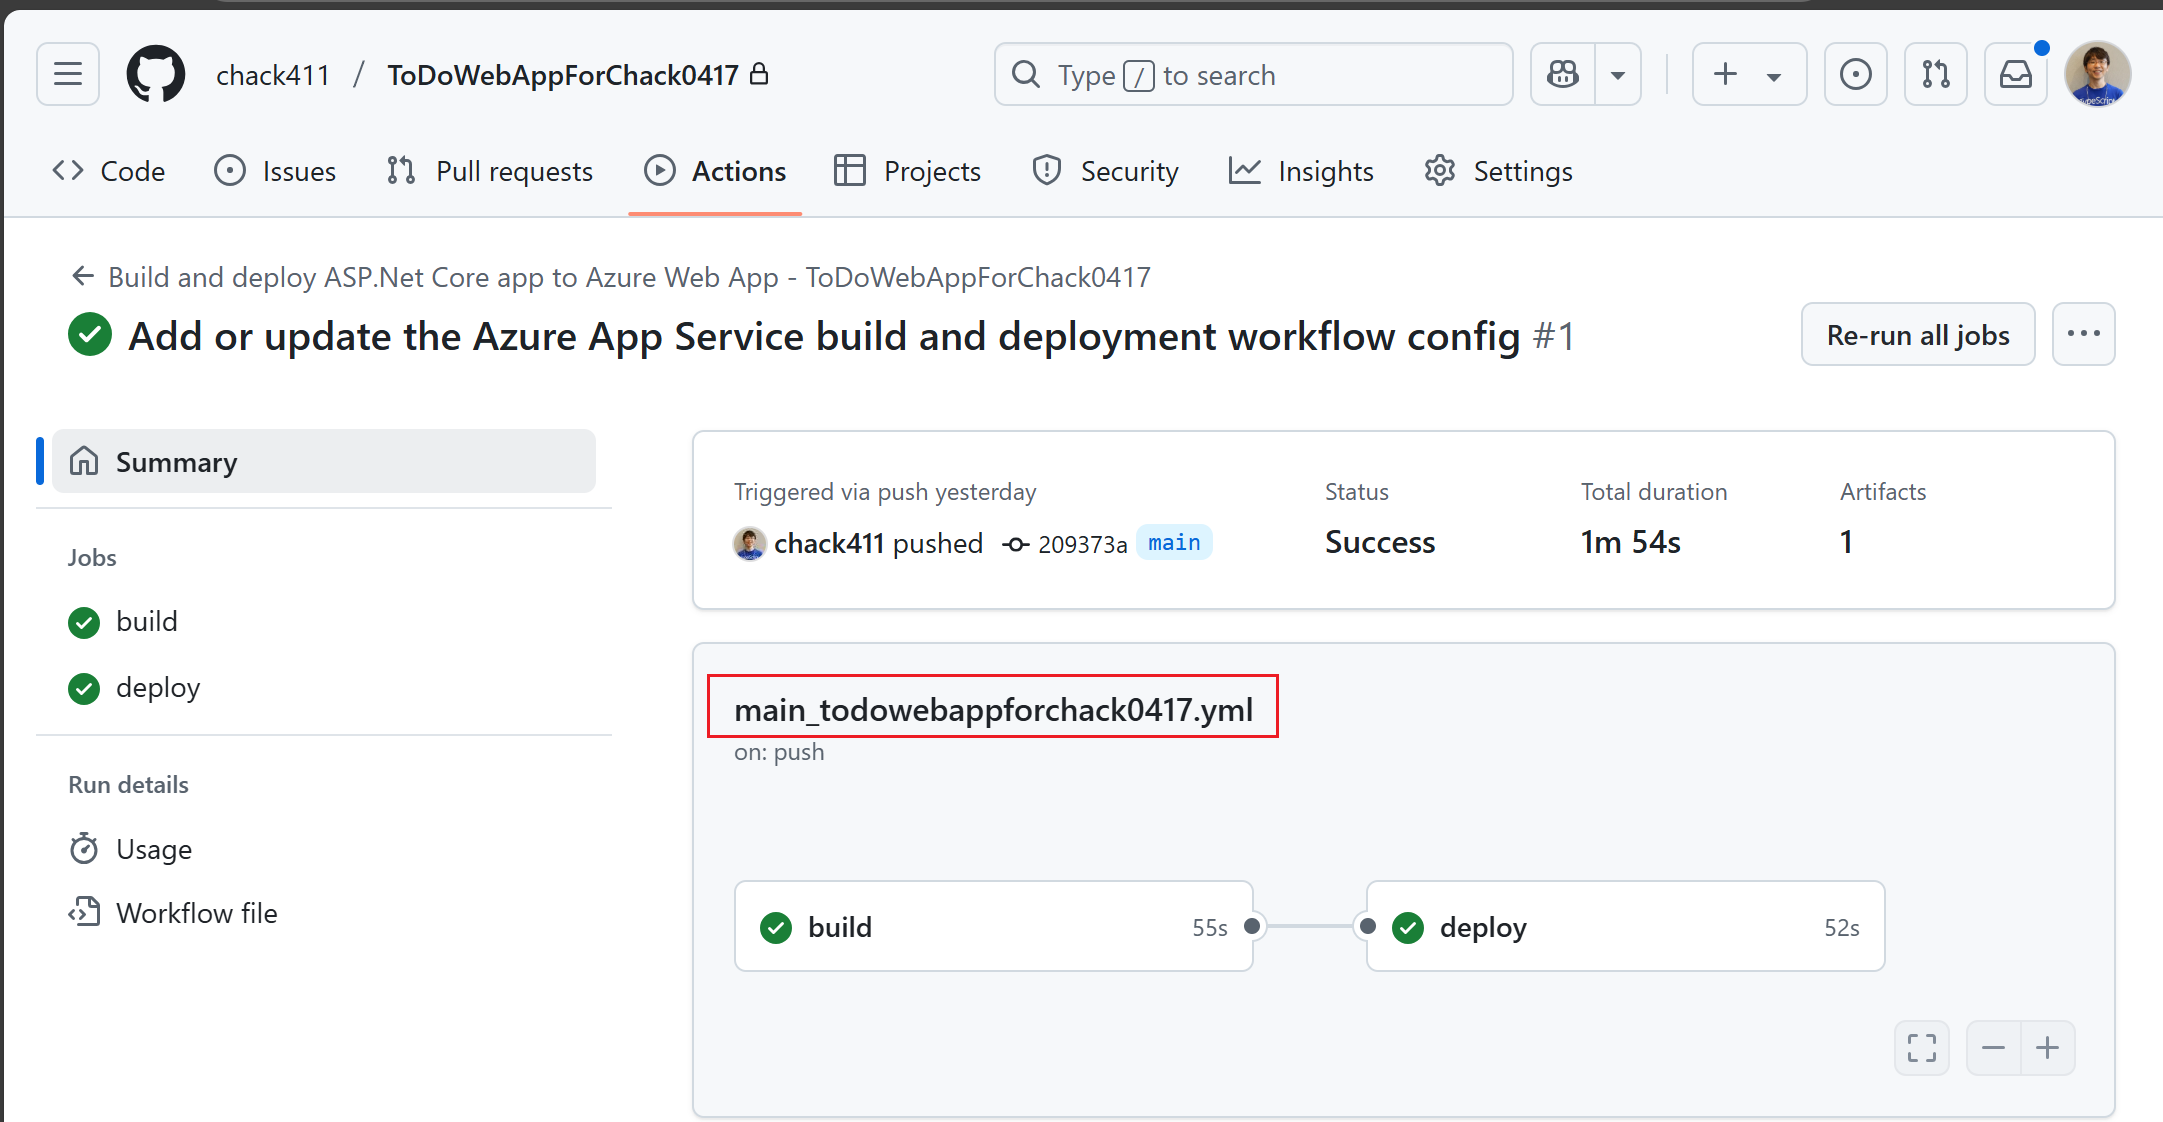 chack411 / ToDoWebAppForChack0417
Type / to search
Code Issues Pull requests Actions Projects Security Insights Settings
Build and deploy ASP.Net Core app to Azure Web App - ToDoWebAppForChack0417
Add or update the Azure App Service build and deployment workflow config #1
Re-run all jobs
Summary
Jobs
build
deploy
Run details
Usage
Workflow file
Triggered via push yesterday
chack411 pushed 209373a main
Status
Success
Total duration
1m 54s
Artifacts
1
main_todowebappforchack0417.yml
on: push
build 55s
deploy 52s